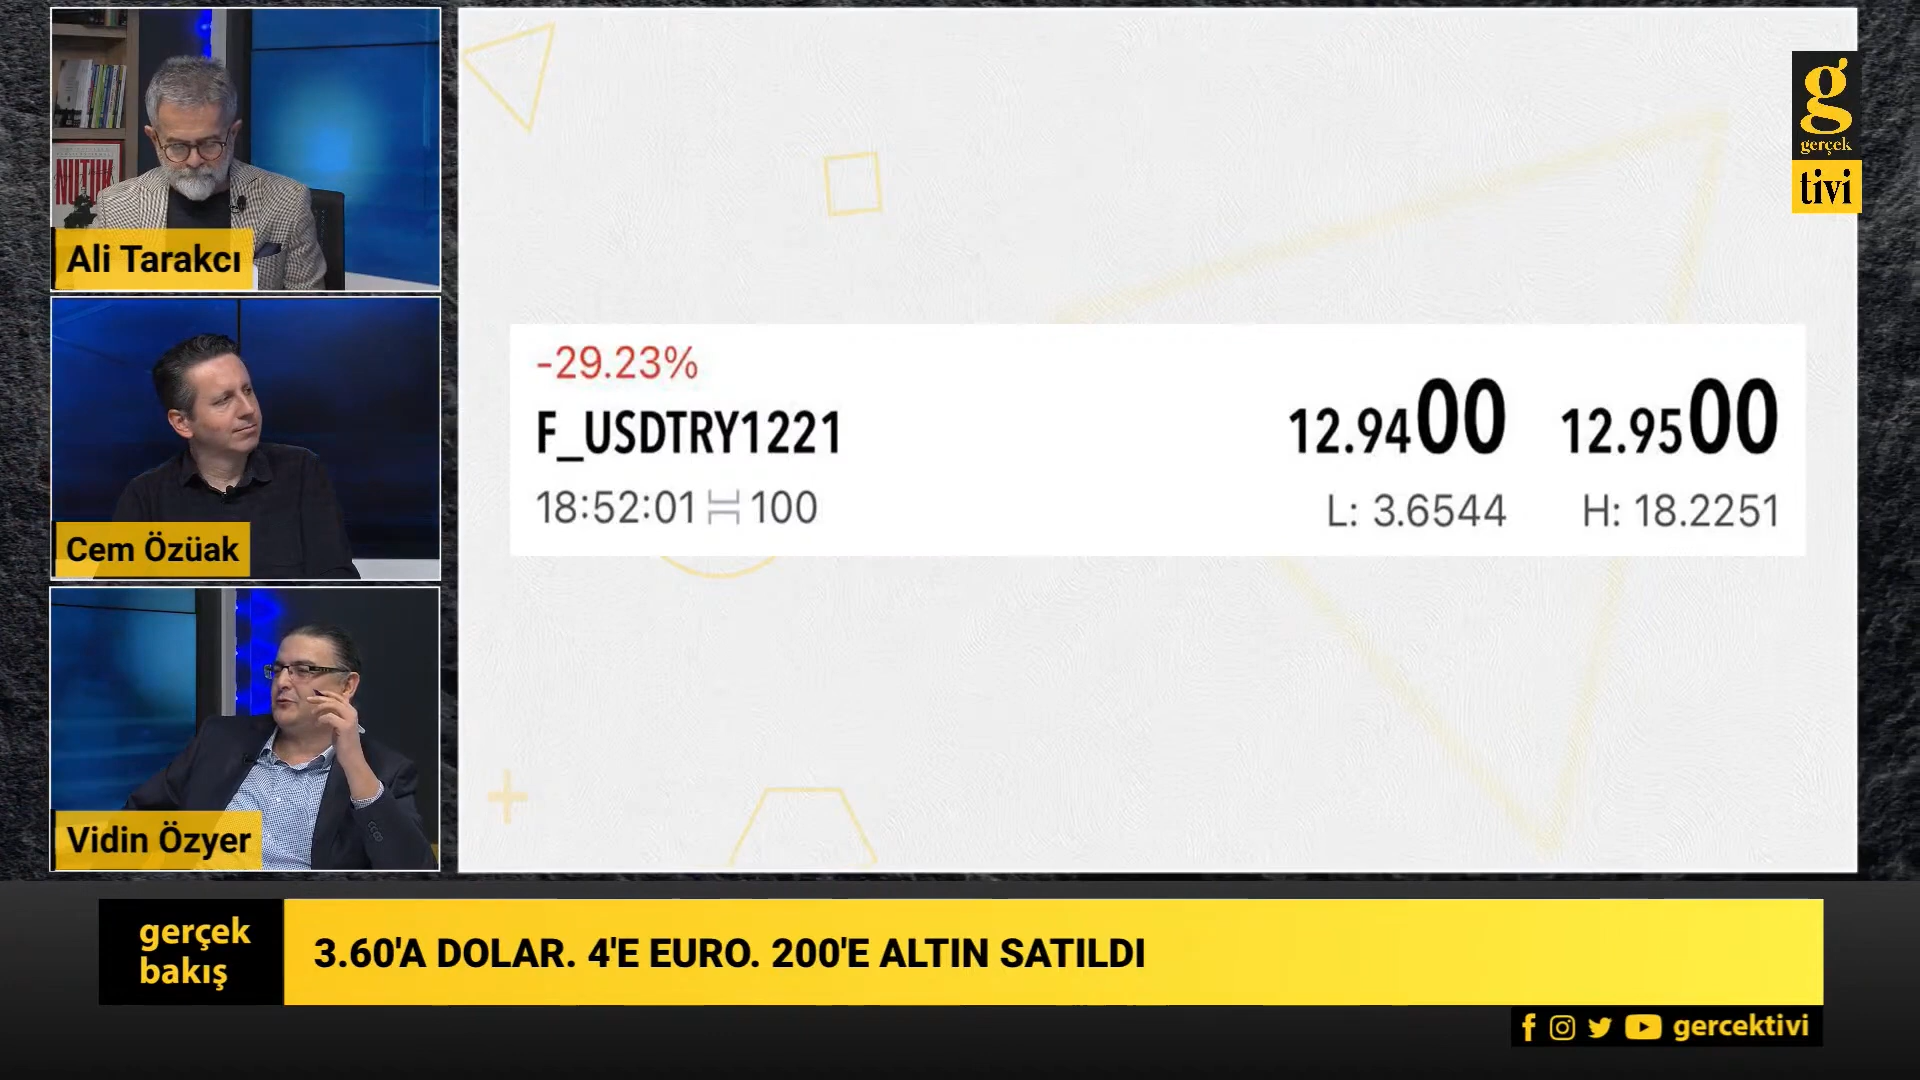 NUTUK
Ali Tarakcı
Cem Özüak
Vidin Özyer
g
gerçek
tivi
-29.23%
F_USDTRY1221
12.9400
12.9500
18:52:01 100
L: 3.6544
H: 18.2251
gerçek
bakış
3.60'A DOLAR. 4'E EURO. 200'E ALTIN SATILDI
gercektivi